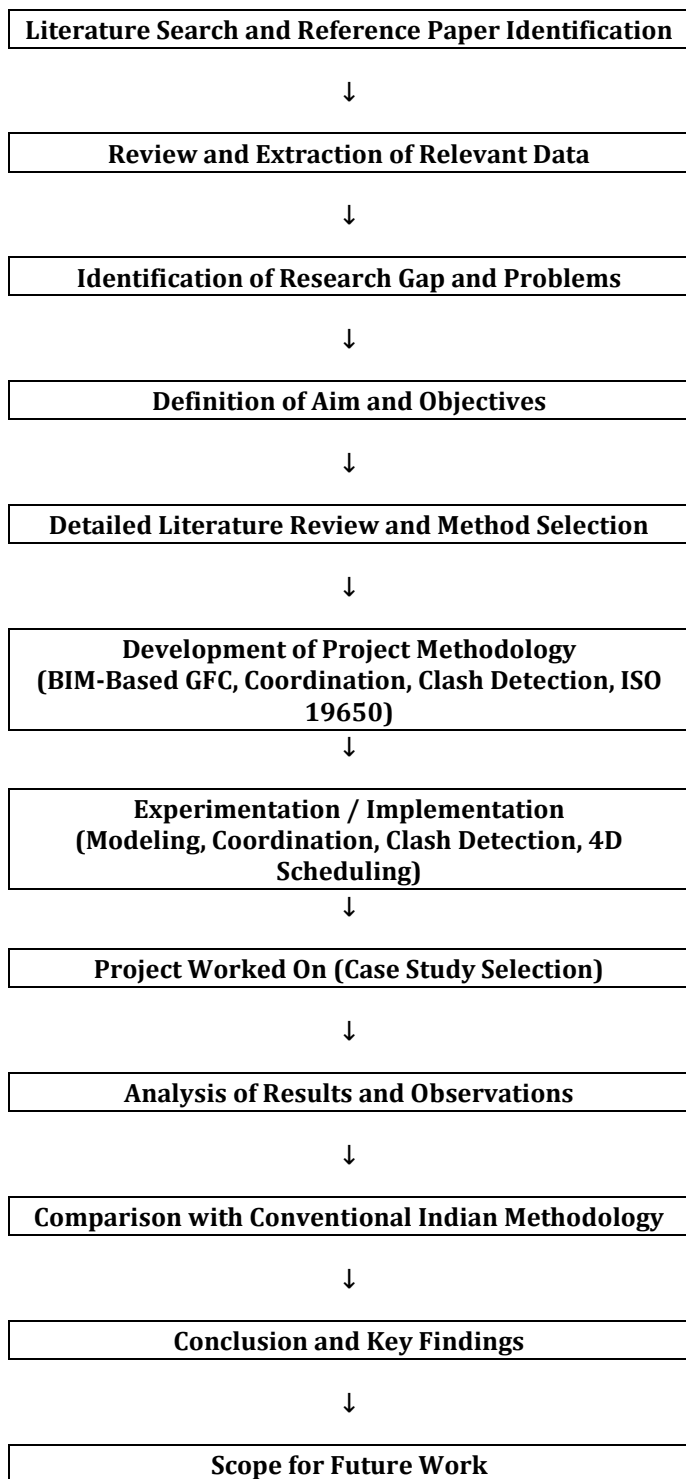 Literature Search and Reference Paper Identification
↓
Review and Extraction of Relevant Data
↓
Identification of Research Gap and Problems
↓
Definition of Aim and Objectives
↓
Detailed Literature Review and Method Selection
↓
Development of Project Methodology
(BIM-Based GFC, Coordination, Clash Detection, ISO
19650)
↓
Experimentation / Implementation
(Modeling, Coordination, Clash Detection, 4D
Scheduling)
↓
Project Worked On (Case Study Selection)
↓
Analysis of Results and Observations
↓
Comparison with Conventional Indian Methodology
↓
Conclusion and Key Findings
↓
Scope for Future Work